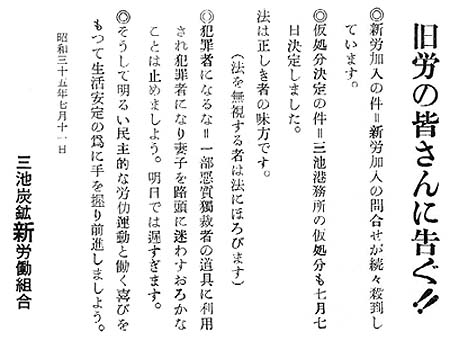 旧労の皆さんに告ぐ!!
◎新労加入の件＝新労加入の問合せが続々殺到し
ています。
◎仮処分決定の件＝三池港務所の仮処分も七月七
日決定しました。
法は正しき者の味方です。
(法を無視する者は法にほろびます)
◎犯罪者になるな＝一部悪質獨裁者の道具に利用
され犯罪者になり妻子を路頭に迷わすおろかな
ことは止めましよう。明日では遅すぎます。
◎そうして明るい民主的な労仂運動と働く喜びを
もつて生活安定の爲に手を握り前進しましよう。
昭和三十五年七月十一日
三池炭鉱新労働組合